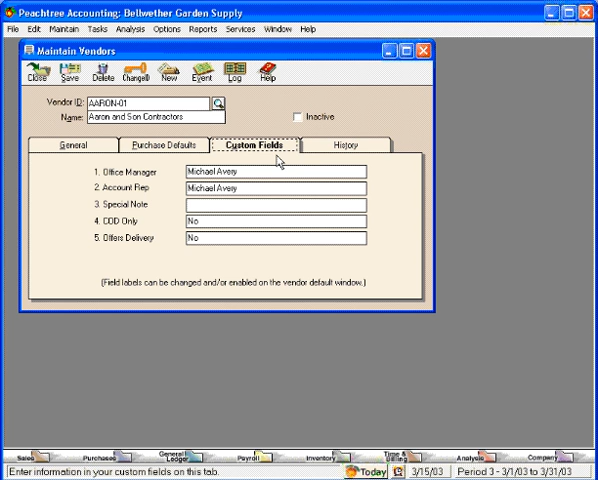 Peachtree Accounting: Bellwether Garden Supply
File Edit Maintain Tasks Analysis Options Reports Services Window Help
Maintain Vendors
Close Save Delete ChangeID New Event Log Help
Vendor ID: AARON-01
Name: Aaron and Son Contractors
Inactive
General Purchase Defaults Custom Fields History
1. Office Manager Michael Avery
2. Account Rep Michael Avery
3. Special Note
4. COD Only No
5. Offers Delivery No
(Field labels can be changed and/or enabled on the vendor default window.)
Sales Purchases General Ledger Payroll Inventory Time & Billing Analysis Company
Enter information in your custom fields on this tab. Today 3/15/03 Period 3 - 3/1/03 to 3/31/03